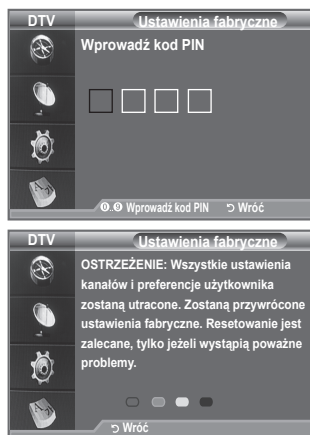 DTV
Ustawienia fabryczne
Wprowadź kod PIN
0..9 Wprowadź kod PIN Wróć
DTV
Ustawienia fabryczne
OSTRZEŻENIE: Wszystkie ustawienia
kanałów i preferencje użytkownika
zostaną utracone. Zostaną przywrócone
ustawienia fabryczne. Resetowanie jest
zalecane, tylko jeżeli wystąpią poważne
problemy.
Wróć